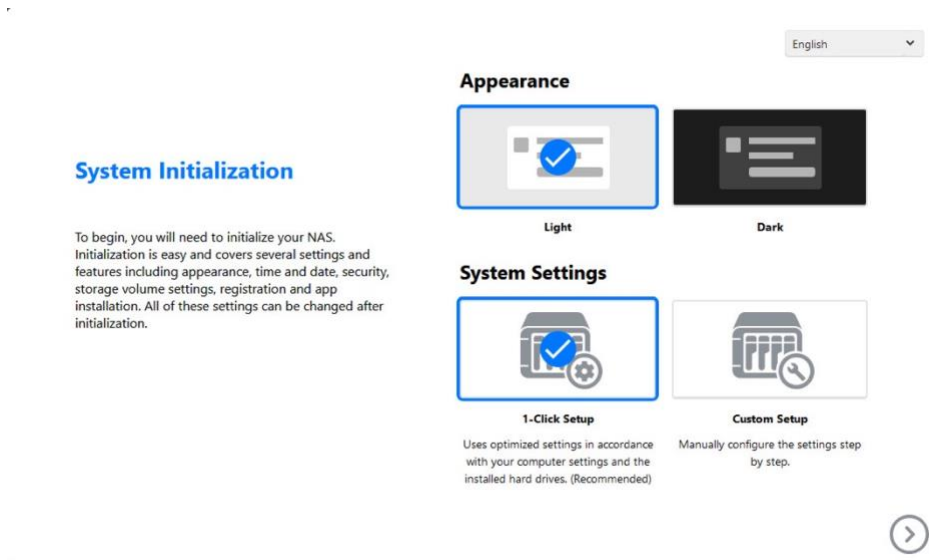 English
Appearance
System Initialization
Light
Dark
To begin, you will need to initialize your NAS.
Initialization is easy and covers several settings and
features including appearance, time and date, security,
storage volume settings, registration and app
installation. All of these settings can be changed after
initialization.
System Settings
1-Click Setup
Uses optimized settings in accordance
with your computer settings and the
installed hard drives. (Recommended)
Custom Setup
Manually configure the settings step
by step.